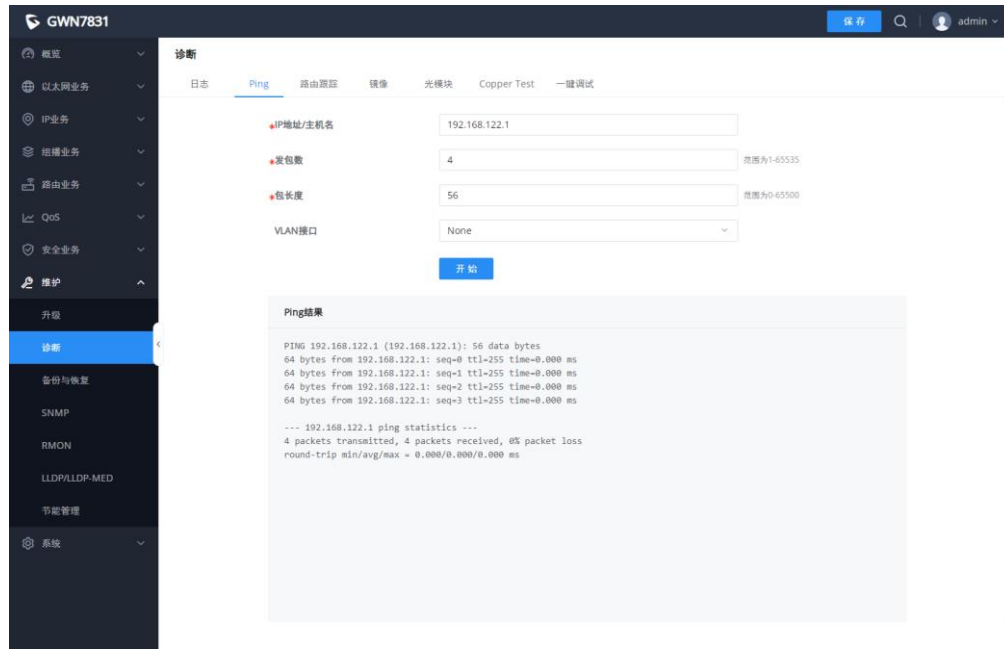 GWN7831
保存
admin
概览
以太网业务
IP业务
组播业务
路由业务
QoS
安全业务
维护
升级
诊断
备份与恢复
SNMP
RMON
LLDP/LLDP-MED
节能管理
系统
诊断
日志 Ping 路由跟踪 镜像 光模块 Copper Test 一键调试
*IP地址/主机名 192.168.122.1
*发包数 4 范围为1-65535
*包长度 56 范围为0-65500
VLAN接口 None
开始
Ping结果
PING 192.168.122.1 (192.168.122.1): 56 data bytes
64 bytes from 192.168.122.1: seq=0 ttl=255 time=0.000 ms
64 bytes from 192.168.122.1: seq=1 ttl=255 time=0.000 ms
64 bytes from 192.168.122.1: seq=2 ttl=255 time=0.000 ms
64 bytes from 192.168.122.1: seq=3 ttl=255 time=0.000 ms
--- 192.168.122.1 ping statistics ---
4 packets transmitted, 4 packets received, 0% packet loss
round-trip min/avg/max = 0.000/0.000/0.000 ms